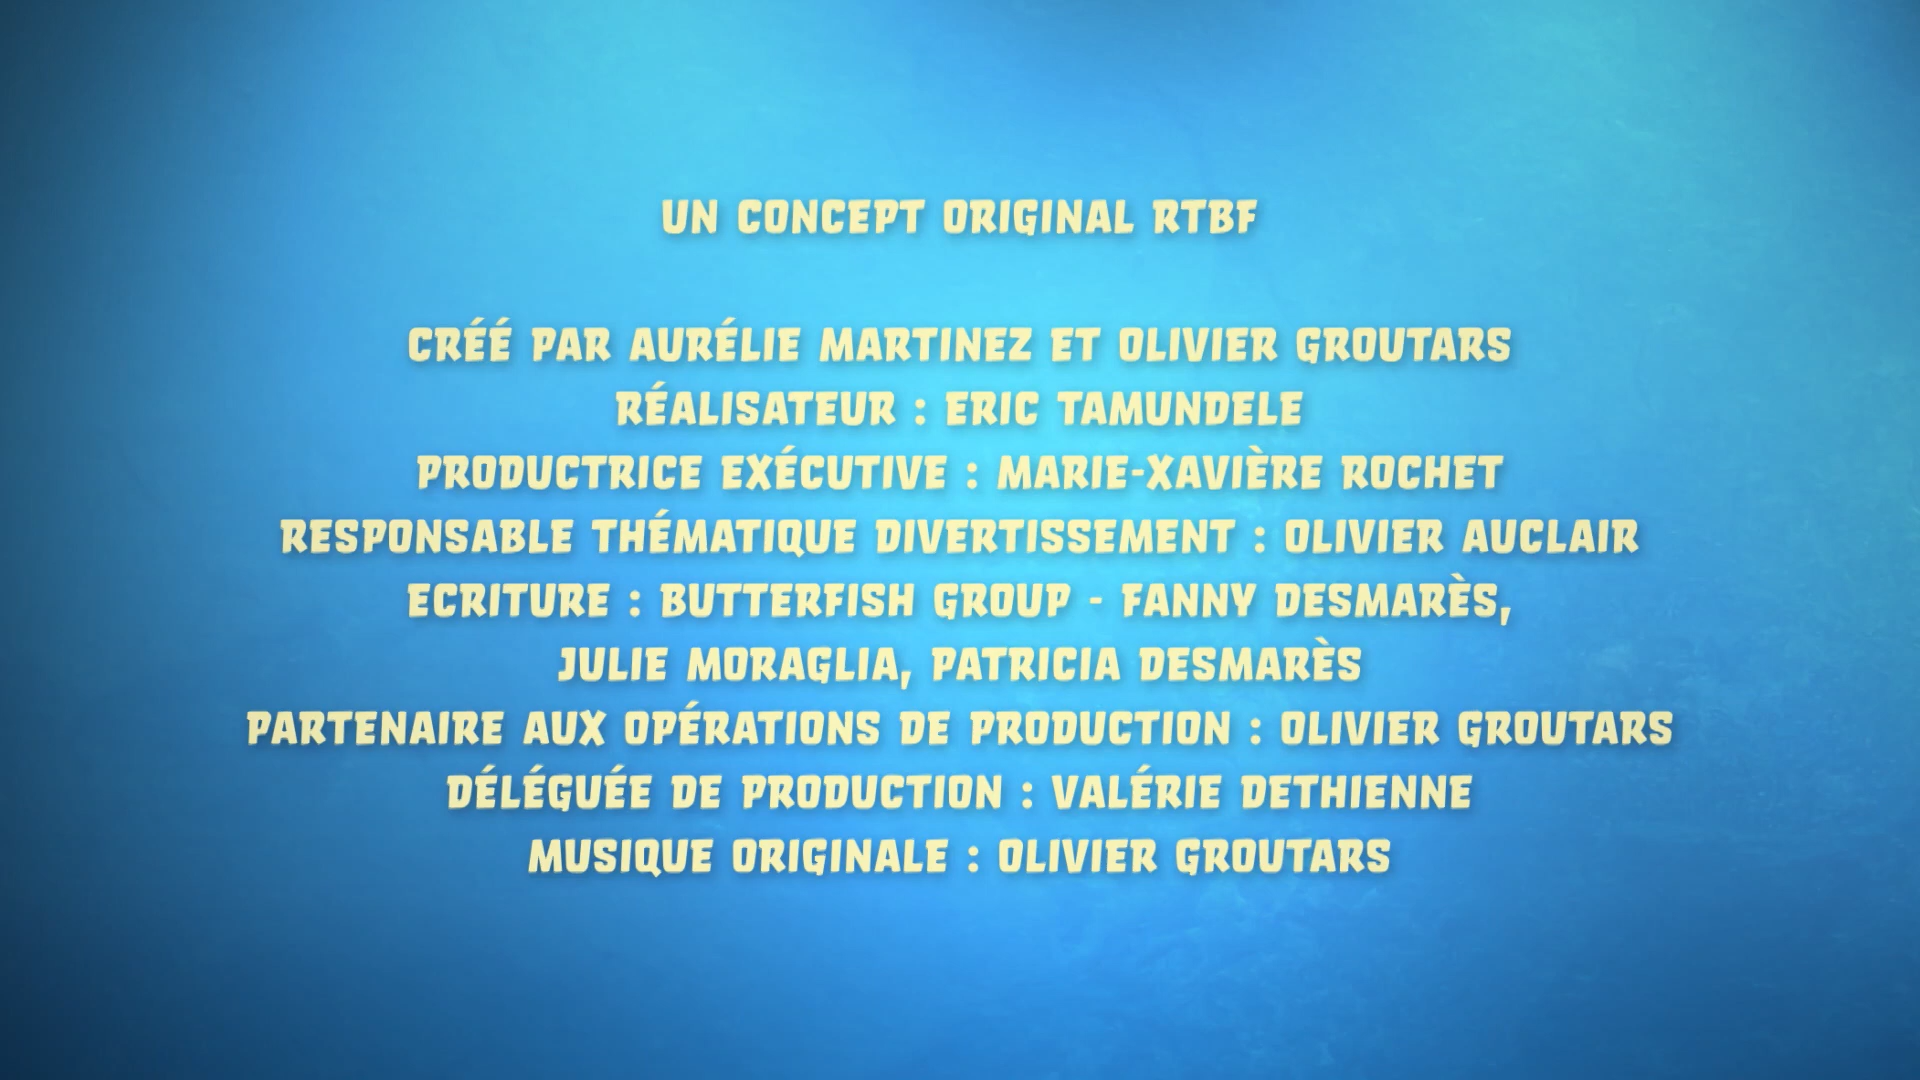 UN CONCEPT ORIGINAL RTBF
CRÉÉ PAR AURÉLIE MARTINEZ ET OLIVIER GROUTARS
RÉALISATEUR : ERIC TAMUNDELE
PRODUCTRICE EXÉCUTIVE : MARIE-XAVIÈRE ROCHET
RESPONSABLE THÉMATIQUE DIVERTISSEMENT : OLIVIER AUCLAIR
ECRITURE : BUTTERFISH GROUP - FANNY DESMARÈS,
JULIE MORAGLIA, PATRICIA DESMARÈS
PARTENAIRE AUX OPÉRATIONS DE PRODUCTION : OLIVIER GROUTARS
DÉLÉGUÉE DE PRODUCTION : VALÉRIE DETHIENNE
MUSIQUE ORIGINALE : OLIVIER GROUTARS